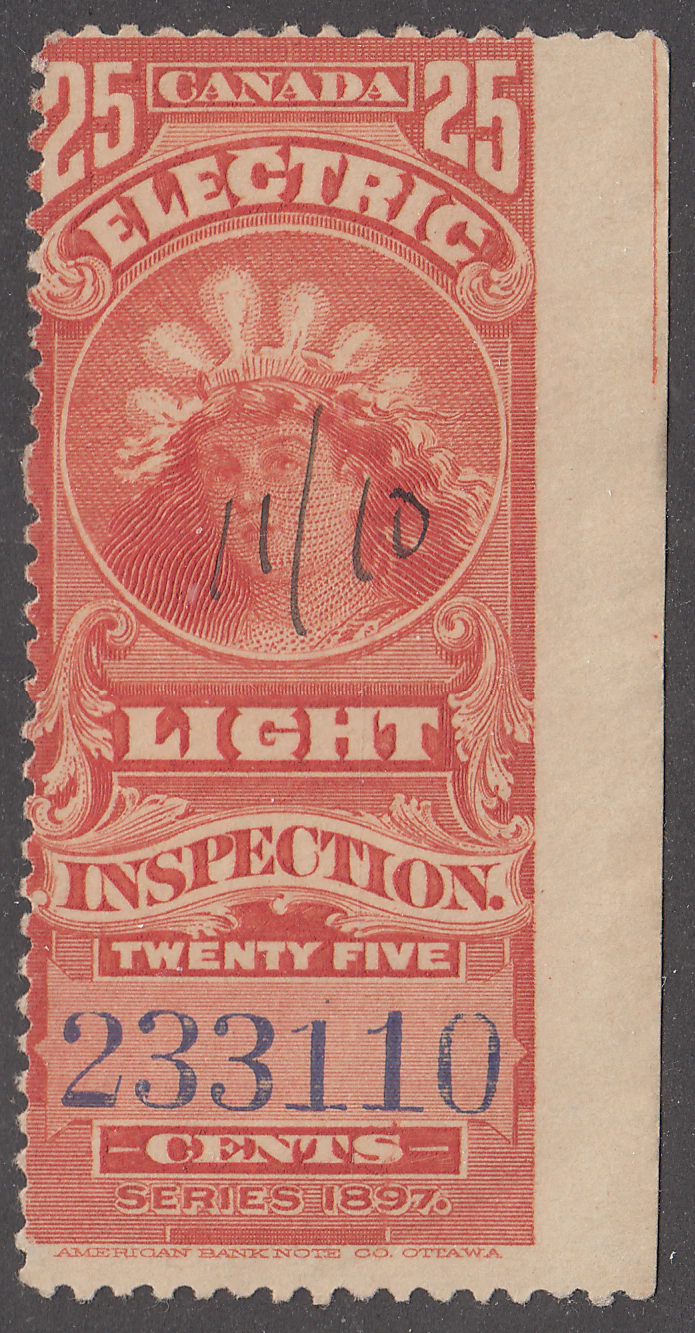 25 CANADA 25
ELECTRIC
11/10
LIGHT
INSPECTION.
TWENTY FIVE
233110
-CENTS-
SERIES 1897.
AMERICAN BANK NOTE CO. OTTAWA